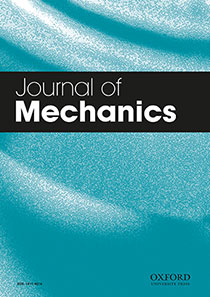 Journal of
Mechanics
OXFORD
UNIVERSITY PRESS